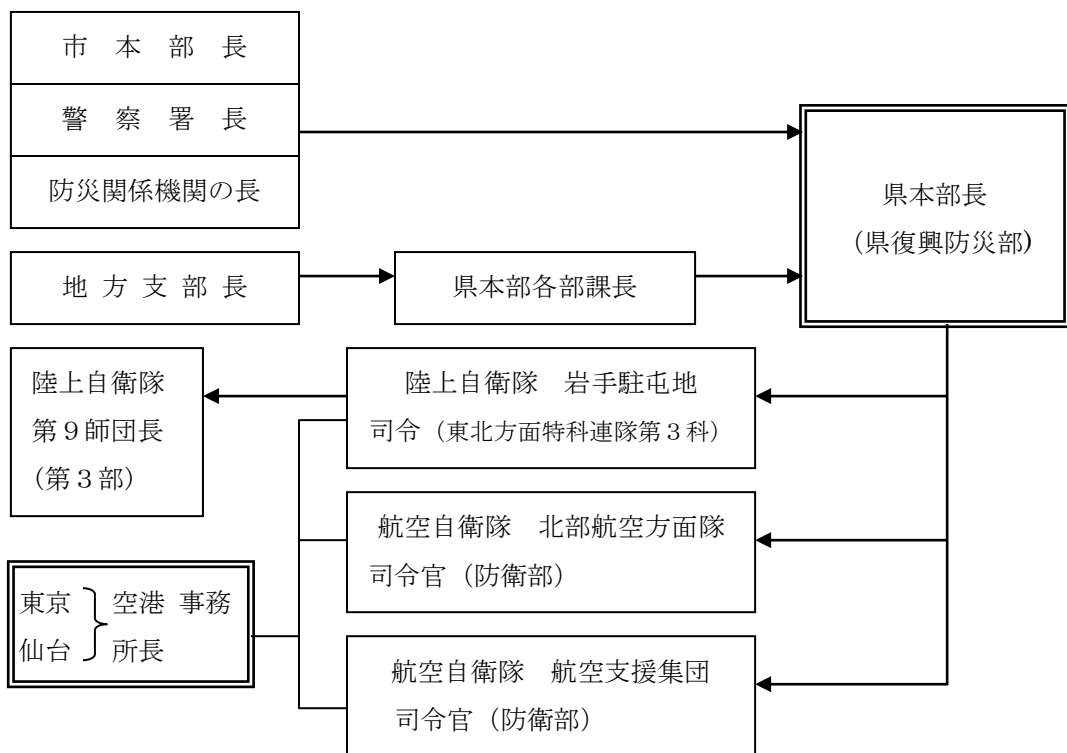 市 本 部 長
警 察 署 長
防災関係機関の長
県本部長
(県復興防災部)
地 方 支 部 長
県本部各部課長
陸上自衛隊
第9師団長
(第3部)
陸上自衛隊 岩手駐屯地
司令（東北方面特科連隊第3科）
航空自衛隊 北部航空方面隊
司令官（防衛部）
東京
仙台
空港 事務
所長
航空自衛隊 航空支援集団
司令官（防衛部）